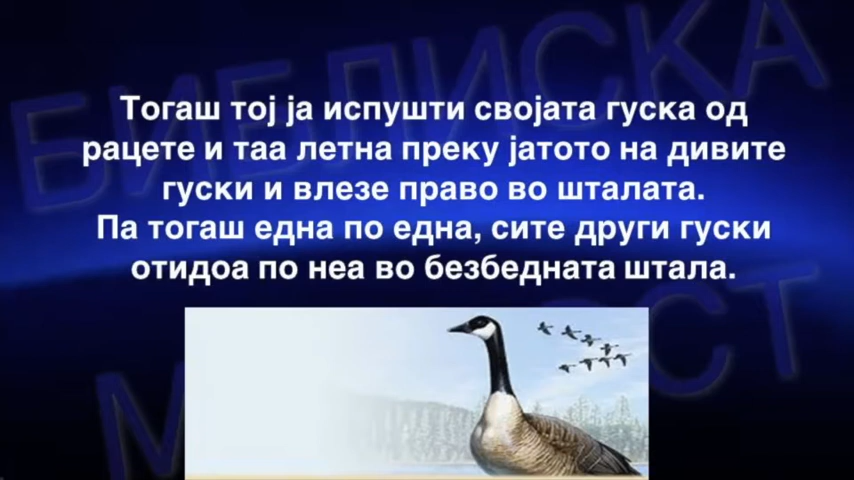 БИБЛИСКА
Тогаш тој ја испушти својата гуска од
рацете и таа летна преку јатото на дивите
гуски и влезе право во шталата.
Па тогаш една по една, сите други гуски
отидоа по неа во безбедната штала.